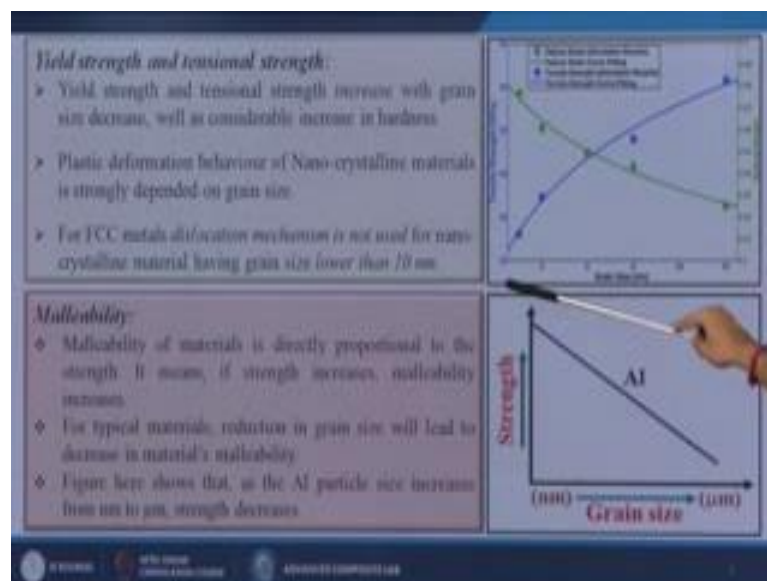 Yield strength and tensional strength:
Yield strength and tensional strength increase with grain
size decrease, well as considerable increase in hardness
Plastic deformation behaviour of Nano-crystalline materials
is strongly depended on grain size
For FCC metals dislocation mechanism is not used for nano-
crystalline material having grain size lower than 10 nm
Malleability:
Malleability of materials is directly proportional to the
strength. It means, if strength increases, malleability
increases.
For typical materials, reduction in grain size will lead to
decrease in material's malleability.
Figure here shows that, as the Al particle size increases
from nm to μm, strength decreases
Strength
Al
(nm) (μm)
Grain size
ADVANCED COMPOSITE LAB